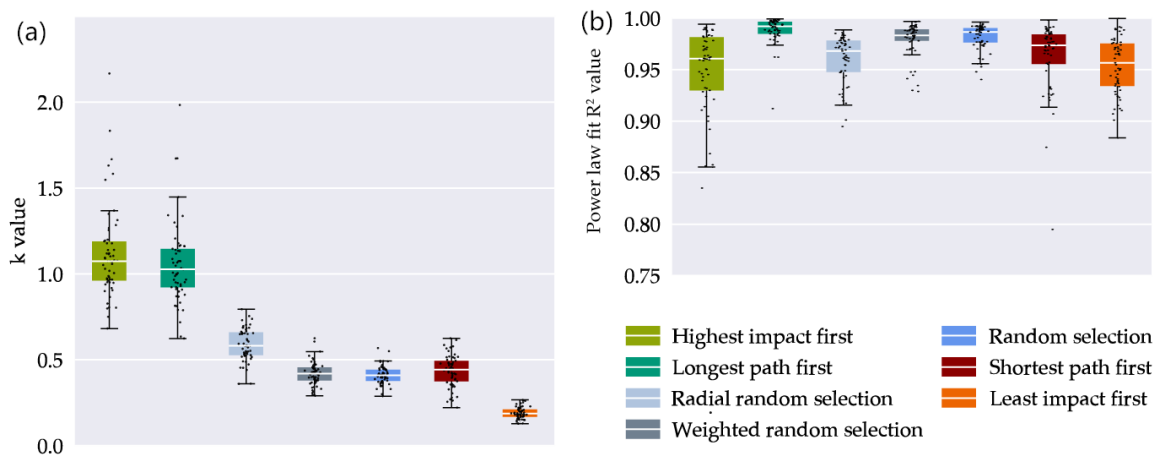 (a)
k value
2.0
1.5
1.0
0.5
0.0
(b)
Power law fit R² value
1.00
0.95
0.90
0.85
0.80
0.75
Highest impact first
Longest path first
Radial random selection
Weighted random selection
Random selection
Shortest path first
Least impact first